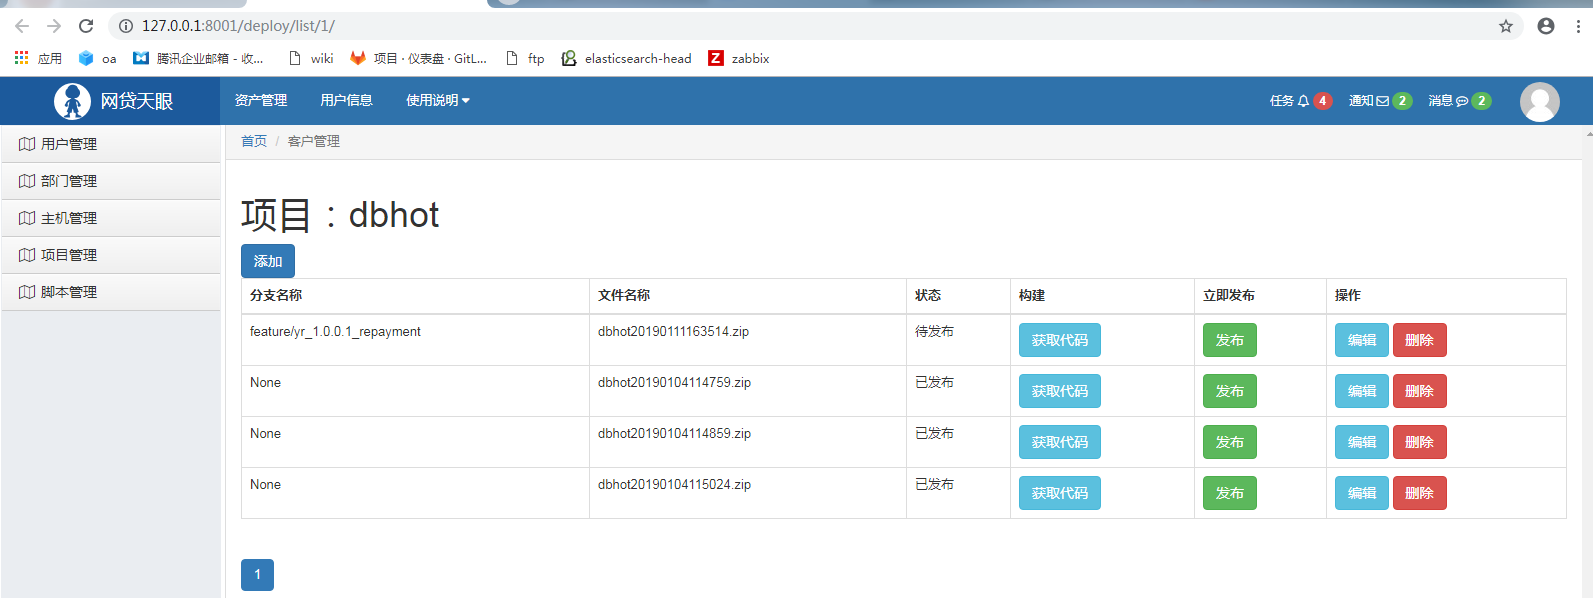 127.0.0.1:8001/deploy/list/1/
应用 oa 腾讯企业邮箱 - 收... wiki 项目 · 仪表盘 · GitL... ftp elasticsearch-head Z zabbix
网贷天眼 资产管理 用户信息 使用说明 任务 4 通知 2 消息 2
用户管理
部门管理
主机管理
项目管理
脚本管理
首页 / 客户管理
项目：dbhot
添加
分支名称 文件名称 状态 构建 立即发布 操作
feature/yr_1.0.0.1_repayment dbhot20190111163514.zip 待发布 获取代码 发布 编辑 删除
None dbhot20190104114759.zip 已发布 获取代码 发布 编辑 删除
None dbhot20190104114859.zip 已发布 获取代码 发布 编辑 删除
None dbhot20190104115024.zip 已发布 获取代码 发布 编辑 删除
1